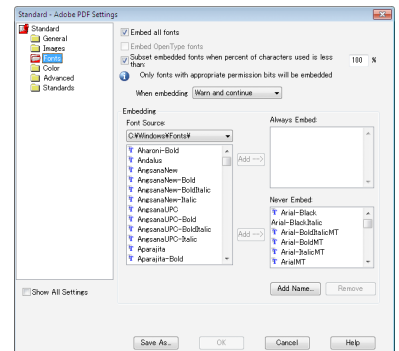 Standard - Adobe PDF Settings
Standard
General
Images
Fonts
Color
Advanced
Standards
Show All Settings
Embed all fonts
Embed OpenType fonts
Subset embedded fonts when percent of characters used is less than:
100 %
Only fonts with appropriate permission bits will be embedded
When embedding Warn and continue
Embedding
Font Source:
C:¥Windows¥Fonts¥
Aharoni-Bold
Andalus
AngsanaNew
AngsanaNew-Bold
AngsanaNew-BoldItalic
AngsanaNew-Italic
AngsanaUPC
AngsanaUPC-Bold
AngsanaUPC-BoldItalic
AngsanaUPC-Italic
Aparajita
Aparajita-Bold
Add -->
Add -->
Always Embed:
Never Embed:
Arial-Black
Arial-BlackItalic
Arial-BoldItalicMT
Arial-BoldMT
Arial-ItalicMT
ArialMT
Add Name...
Remove
Save As...
OK
Cancel
Help